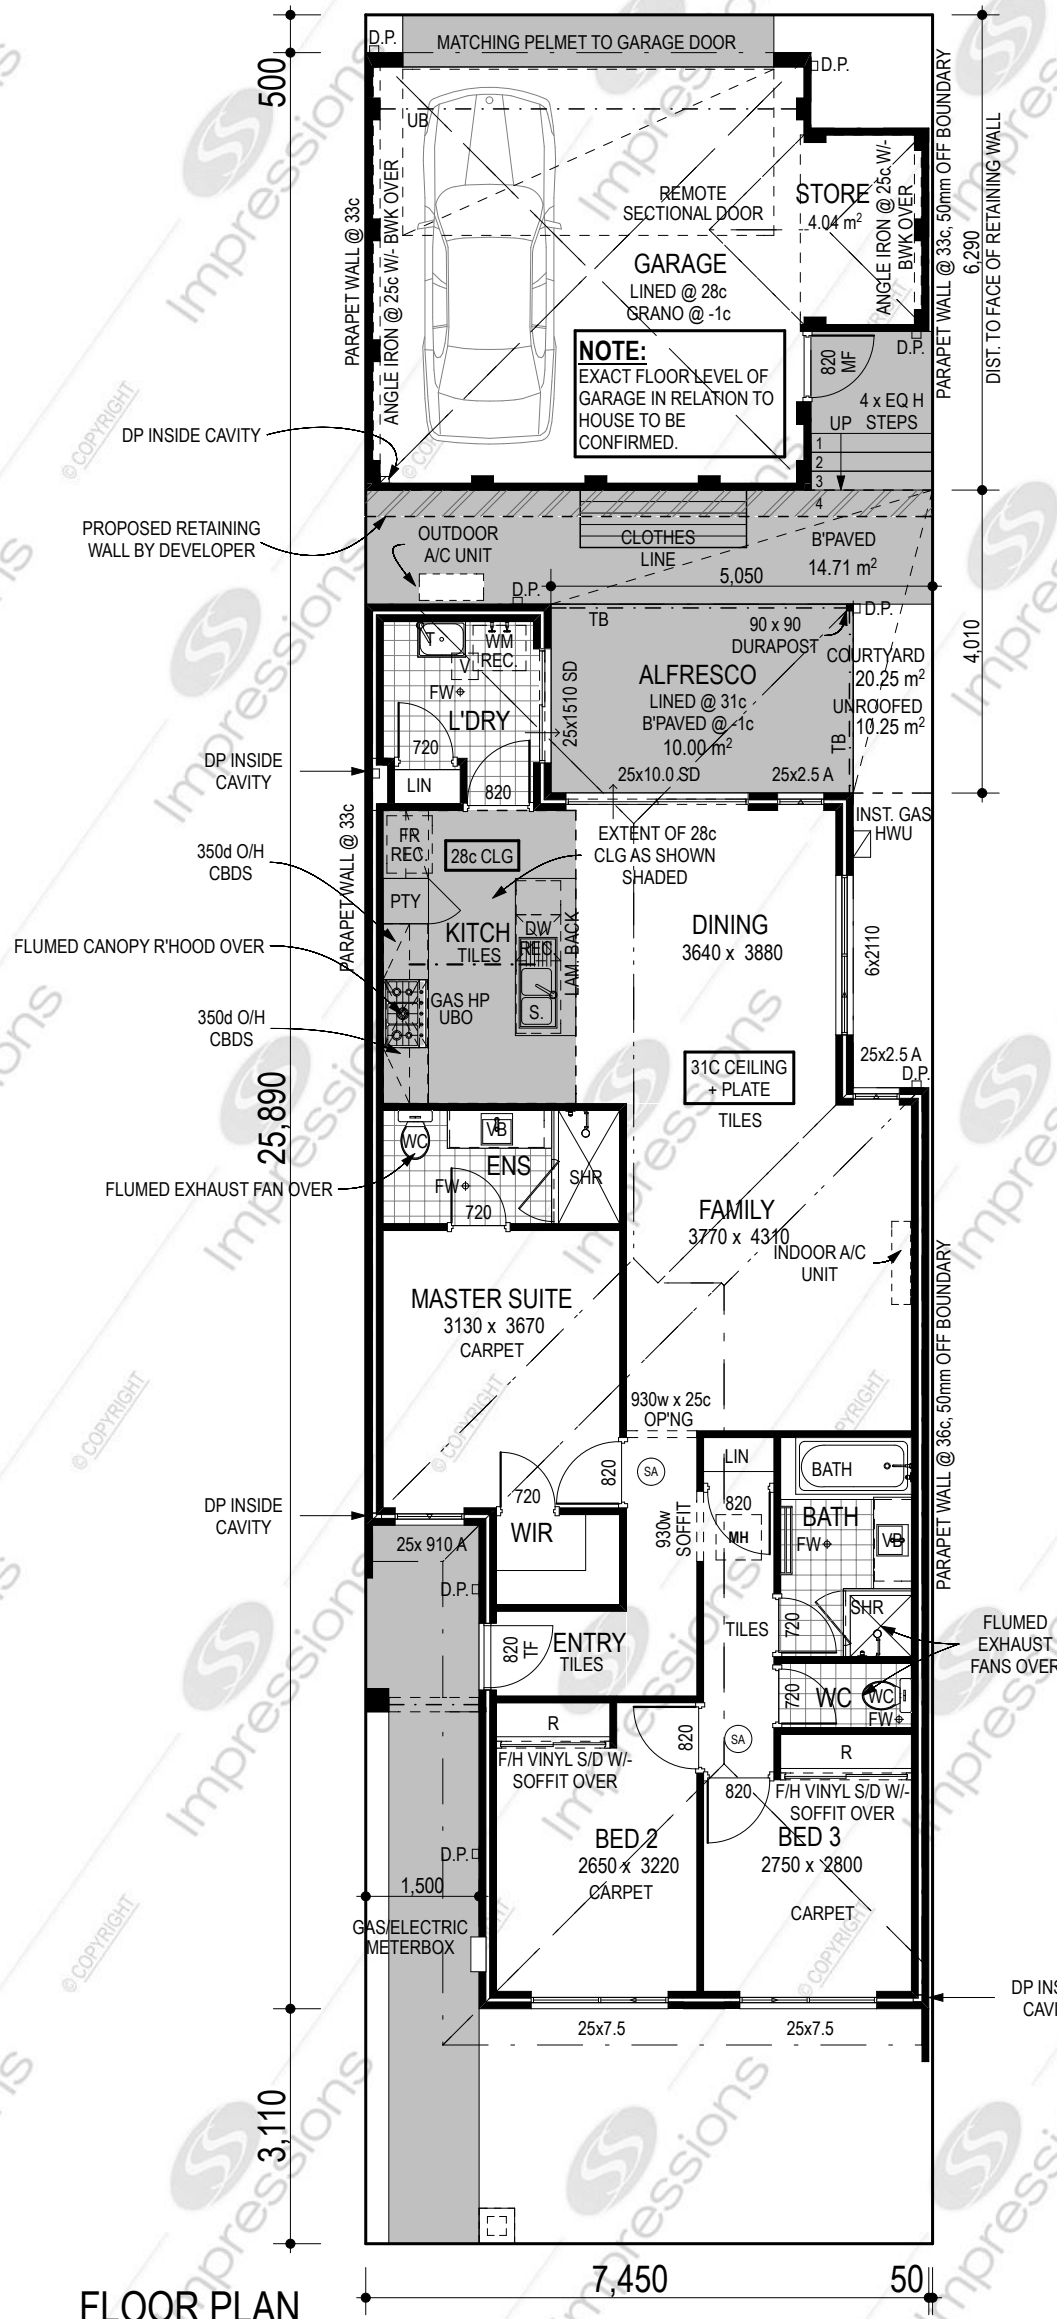 D.P.
MATCHING PELMET TO GARAGE DOOR
D.P.
500
UB
PARAPET WALL @ 33c
ANGLE IRON @ 25c W/- BWK OVER
REMOTE
SECTIONAL DOOR
STORE
4.04 m²
ANGLE IRON @ 25c W/-
BWK OVER
PARAPET WALL @ 33c, 50mm OFF BOUNDARY
6,290
DIST. TO FACE OF RETAINING WALL
GARAGE
LINED @ 28c
GRANO @ -1c
NOTE:
EXACT FLOOR LEVEL OF
GARAGE IN RELATION TO
HOUSE TO BE
CONFIRMED.
820
MF
D.P.
4 x EQ H
UP STEPS
1
2
3
4
DP INSIDE CAVITY
PROPOSED RETAINING
WALL BY DEVELOPER
OUTDOOR
A/C UNIT
CLOTHES
LINE
B'PAVED
14.71 m²
5,050
D.P.
TB
90 x 90
DURAPOST
D.P.
COURTYARD
20.25 m²
UNROOFED
10.25 m²
4,010
TB
ALFRESCO
LINED @ 31c
B'PAVED @ -1c
10.00 m²
25x1510 SD
25x10.0 SD
25x2.5 A
T
WM
REC.
V
FW
L'DRY
720
LIN
820
DP INSIDE
CAVITY
PARAPET WALL @ 33c
INST. GAS
HWU
FR
REC.
28c CLG
EXTENT OF 28c
CLG AS SHOWN
SHADED
350d O/H
CBDS
PTY
KITCH
TILES
DW
REC.
LAM. BACK
S.
FLUMED CANOPY R'HOOD OVER
GAS HP
UBO
350d O/H
CBDS
DINING
3640 x 3880
6x2110
25x2.5 A
D.P.
31C CEILING
+ PLATE
TILES
25,890
WC
VB
ENS
FW
720
SHR
FLUMED EXHAUST FAN OVER
FAMILY
3770 x 4310
INDOOR A/C
UNIT
PARAPET WALL @ 36c, 50mm OFF BOUNDARY
MASTER SUITE
3130 x 3670
CARPET
930w x 25c
OP'NG
820
SA
720
WIR
DP INSIDE
CAVITY
25x 910 A
D.P.
930w
SOFFIT
LIN
820
MH
BATH
BATH
FW
VB
SHR
720
TILES
FLUMED
EXHAUST
FANS OVER
820
TF
ENTRY
TILES
720
WC
WC
FW
R
F/H VINYL S/D W/-
SOFFIT OVER
820
SA
820
R
F/H VINYL S/D W/-
SOFFIT OVER
BED 2
2650 x 3220
CARPET
BED 3
2750 x 2800
CARPET
D.P.
1,500
GAS/ELECTRIC
METERBOX
25x7.5
25x7.5
3,110
7,450
50
FLOOR PLAN
Impressions
© COPYRIGHT